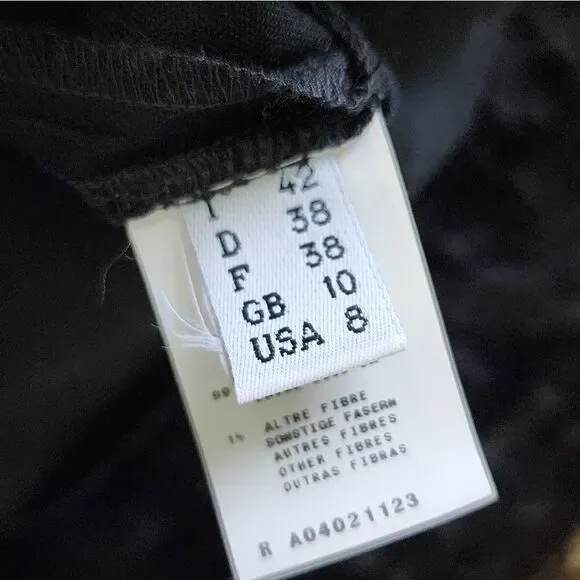 I 42
D 38
F 38
GB 10
USA 8
99
1% ALTRE FIBRE
SONSTIGE FASERN
AUTRES FIBRES
OTHER FIBRES
OUTRAS FIBRAS
R A04021123